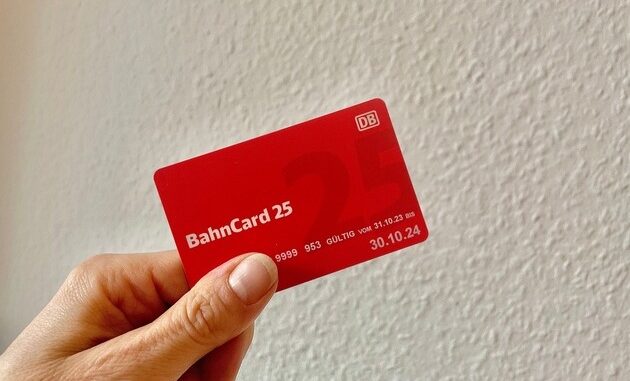 DB
25
BahnCard 25
9999 953 GÜLTIG VOM 31.10.23 BIS
30.10.24